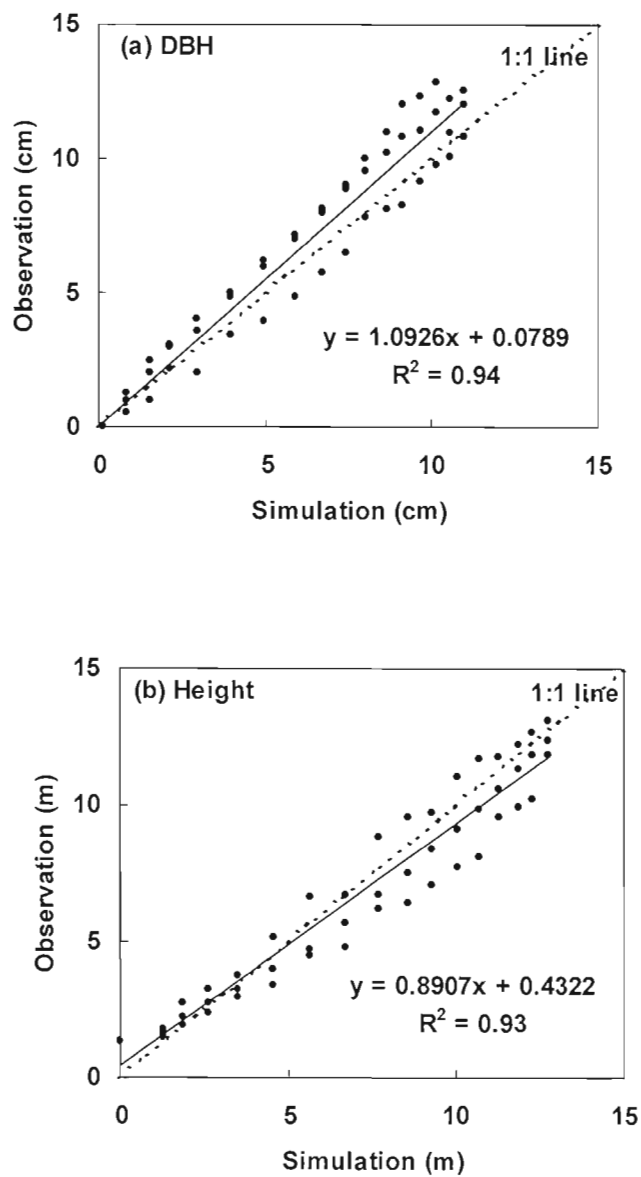 15
(a) DBH
1:1 line
10
Observation (cm)
5
y = 1.0926x + 0.0789
R² = 0.94
0
0 5 10 15
Simulation (cm)
15
(b) Height
1:1 line
10
Observation (m)
5
y = 0.8907x + 0.4322
R² = 0.93
0
0 5 10 15
Simulation (m)